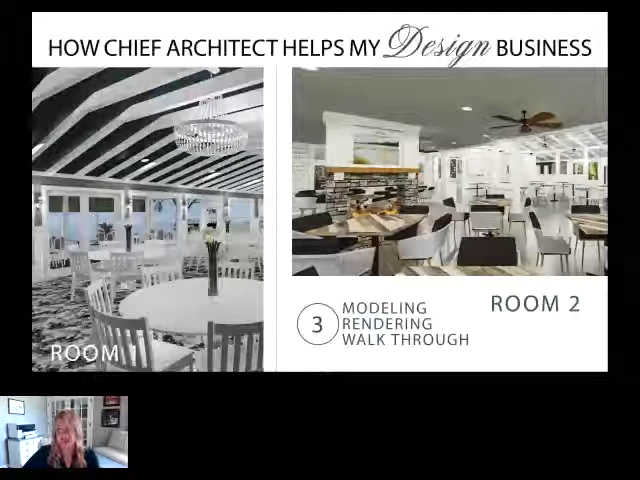 HOW CHIEF ARCHITECT HELPS MY Design BUSINESS
ROOM 1
ROOM 2
3
MODELING
RENDERING
WALK THROUGH